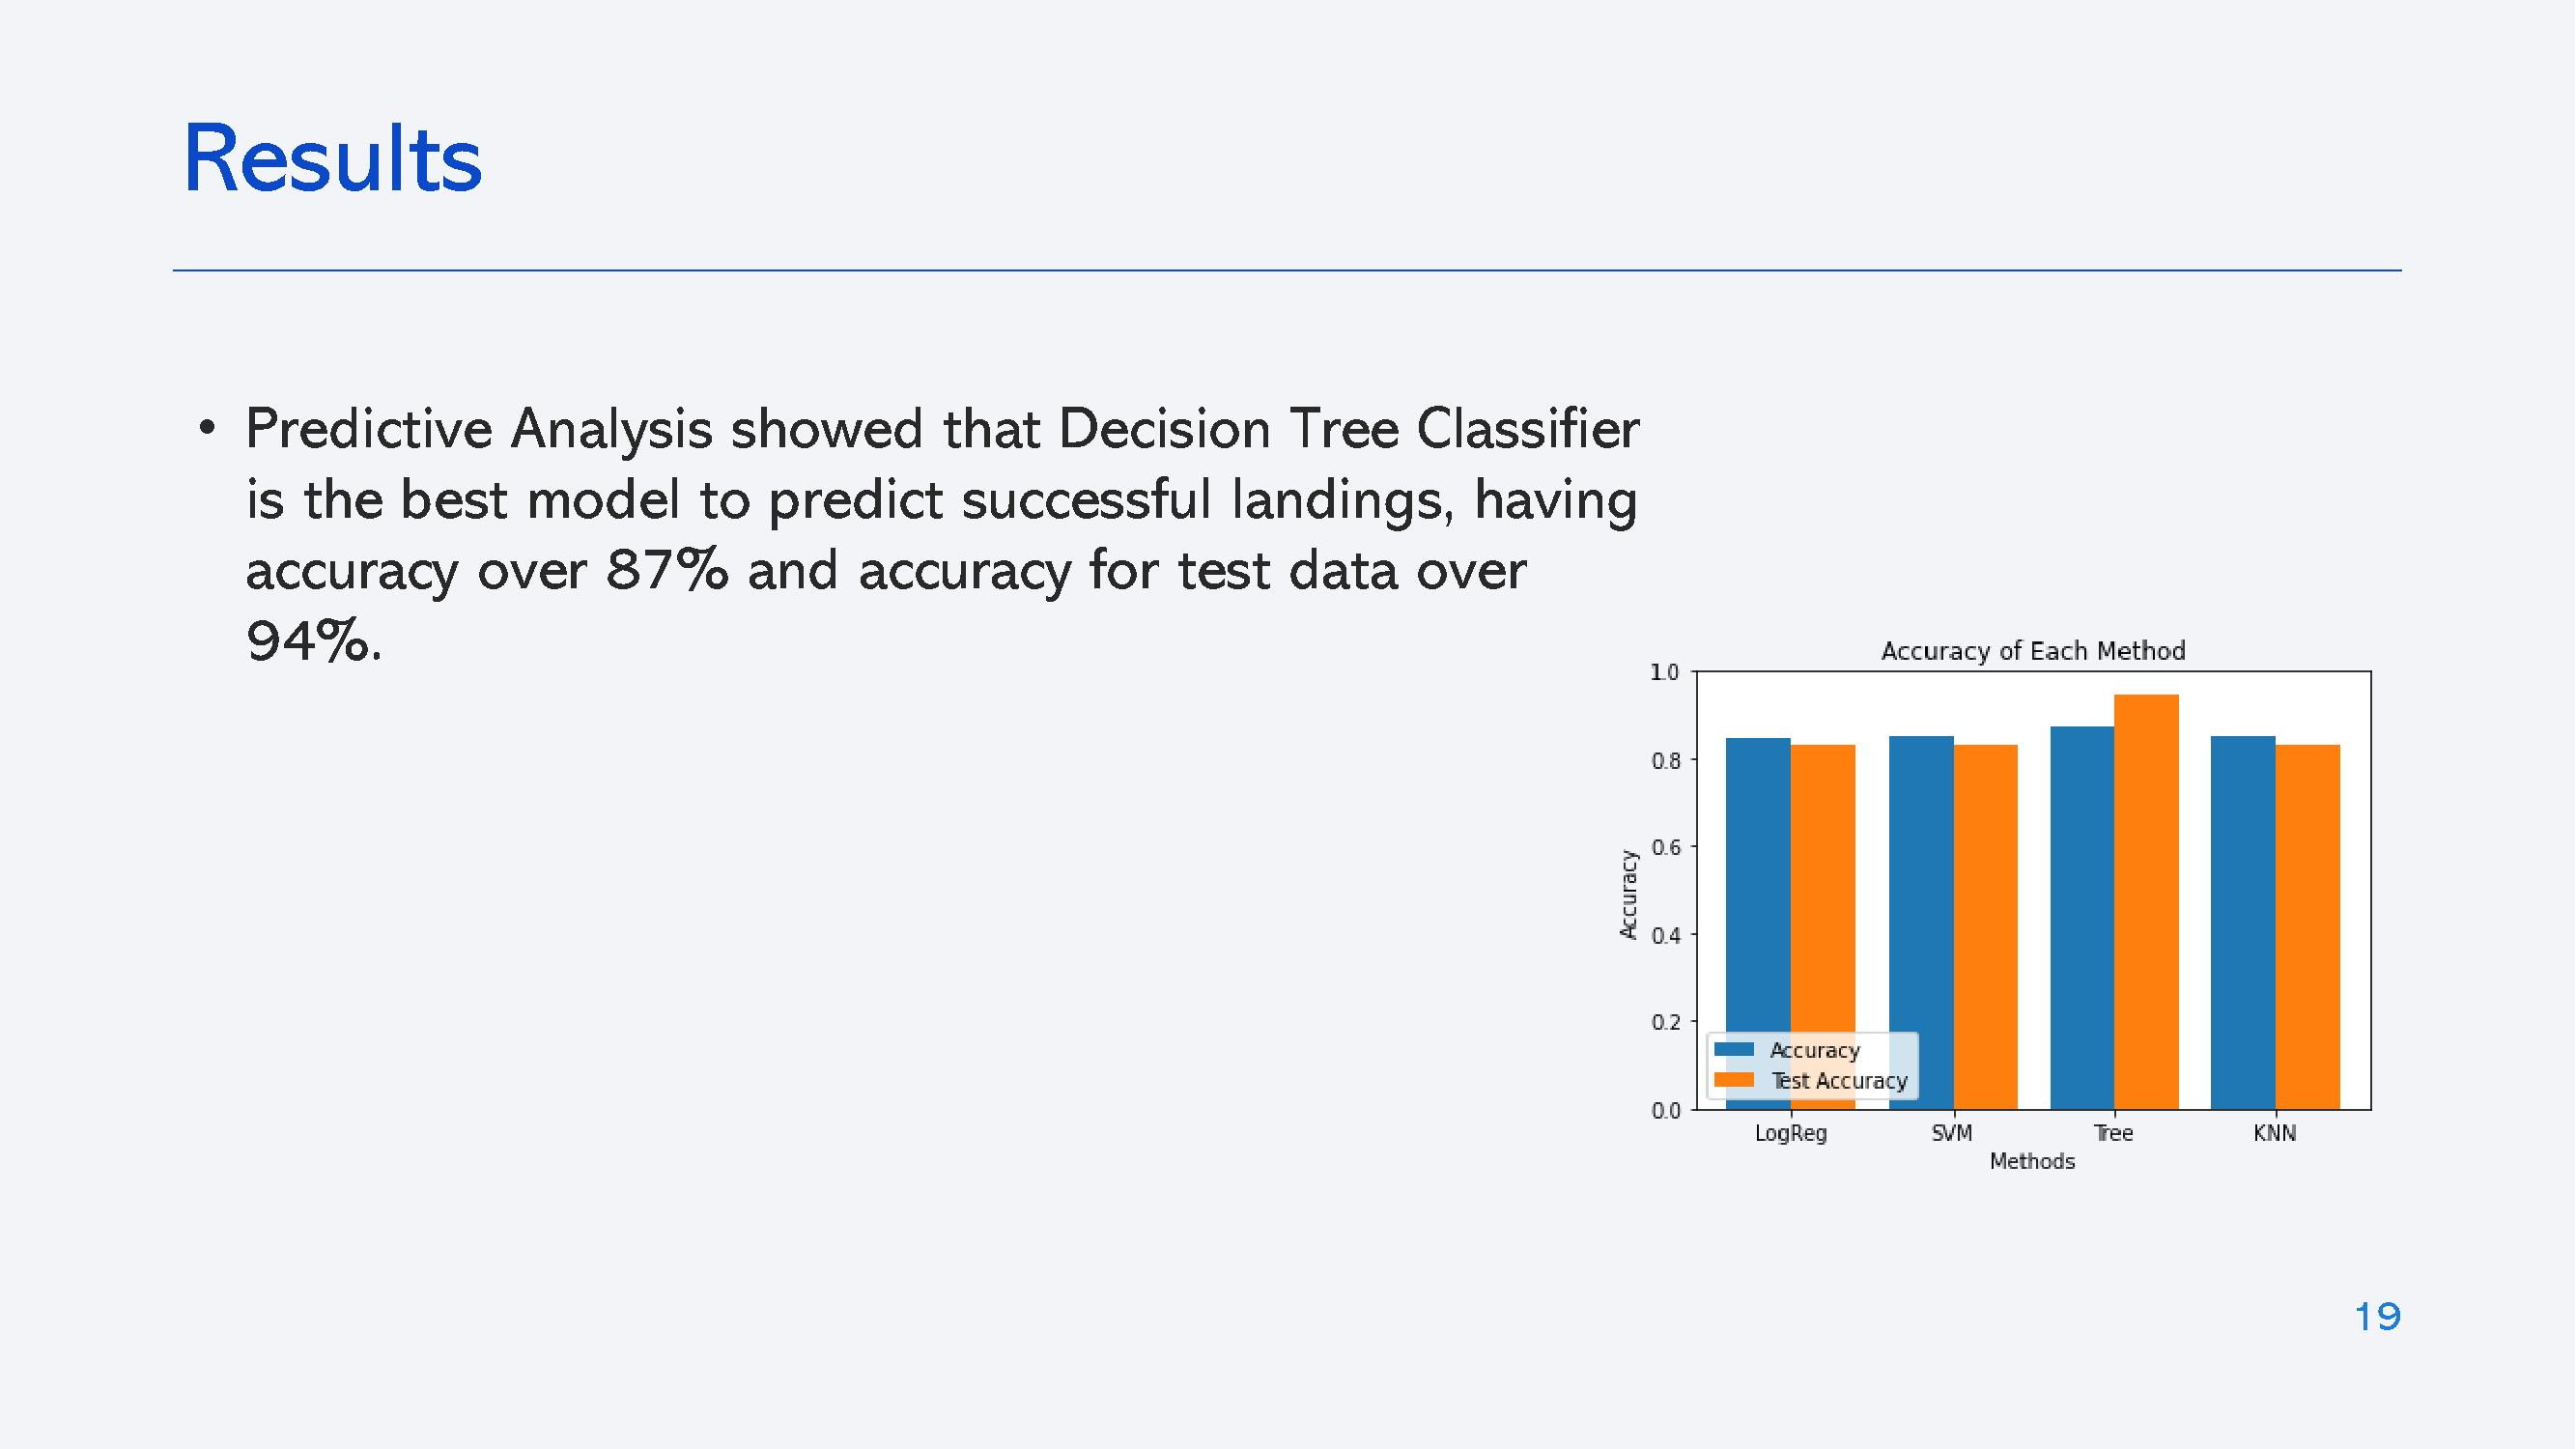 Results
• Predictive Analysis showed that Decision Tree Classifier
is the best model to predict successful landings, having
accuracy over 87% and accuracy for test data over
94%.
Accuracy of Each Method
1.0
0.8
0.6
0.4
0.2
0.0
Accuracy
Accuracy
Test Accuracy
LogReg SVM Tree KNN
Methods
19